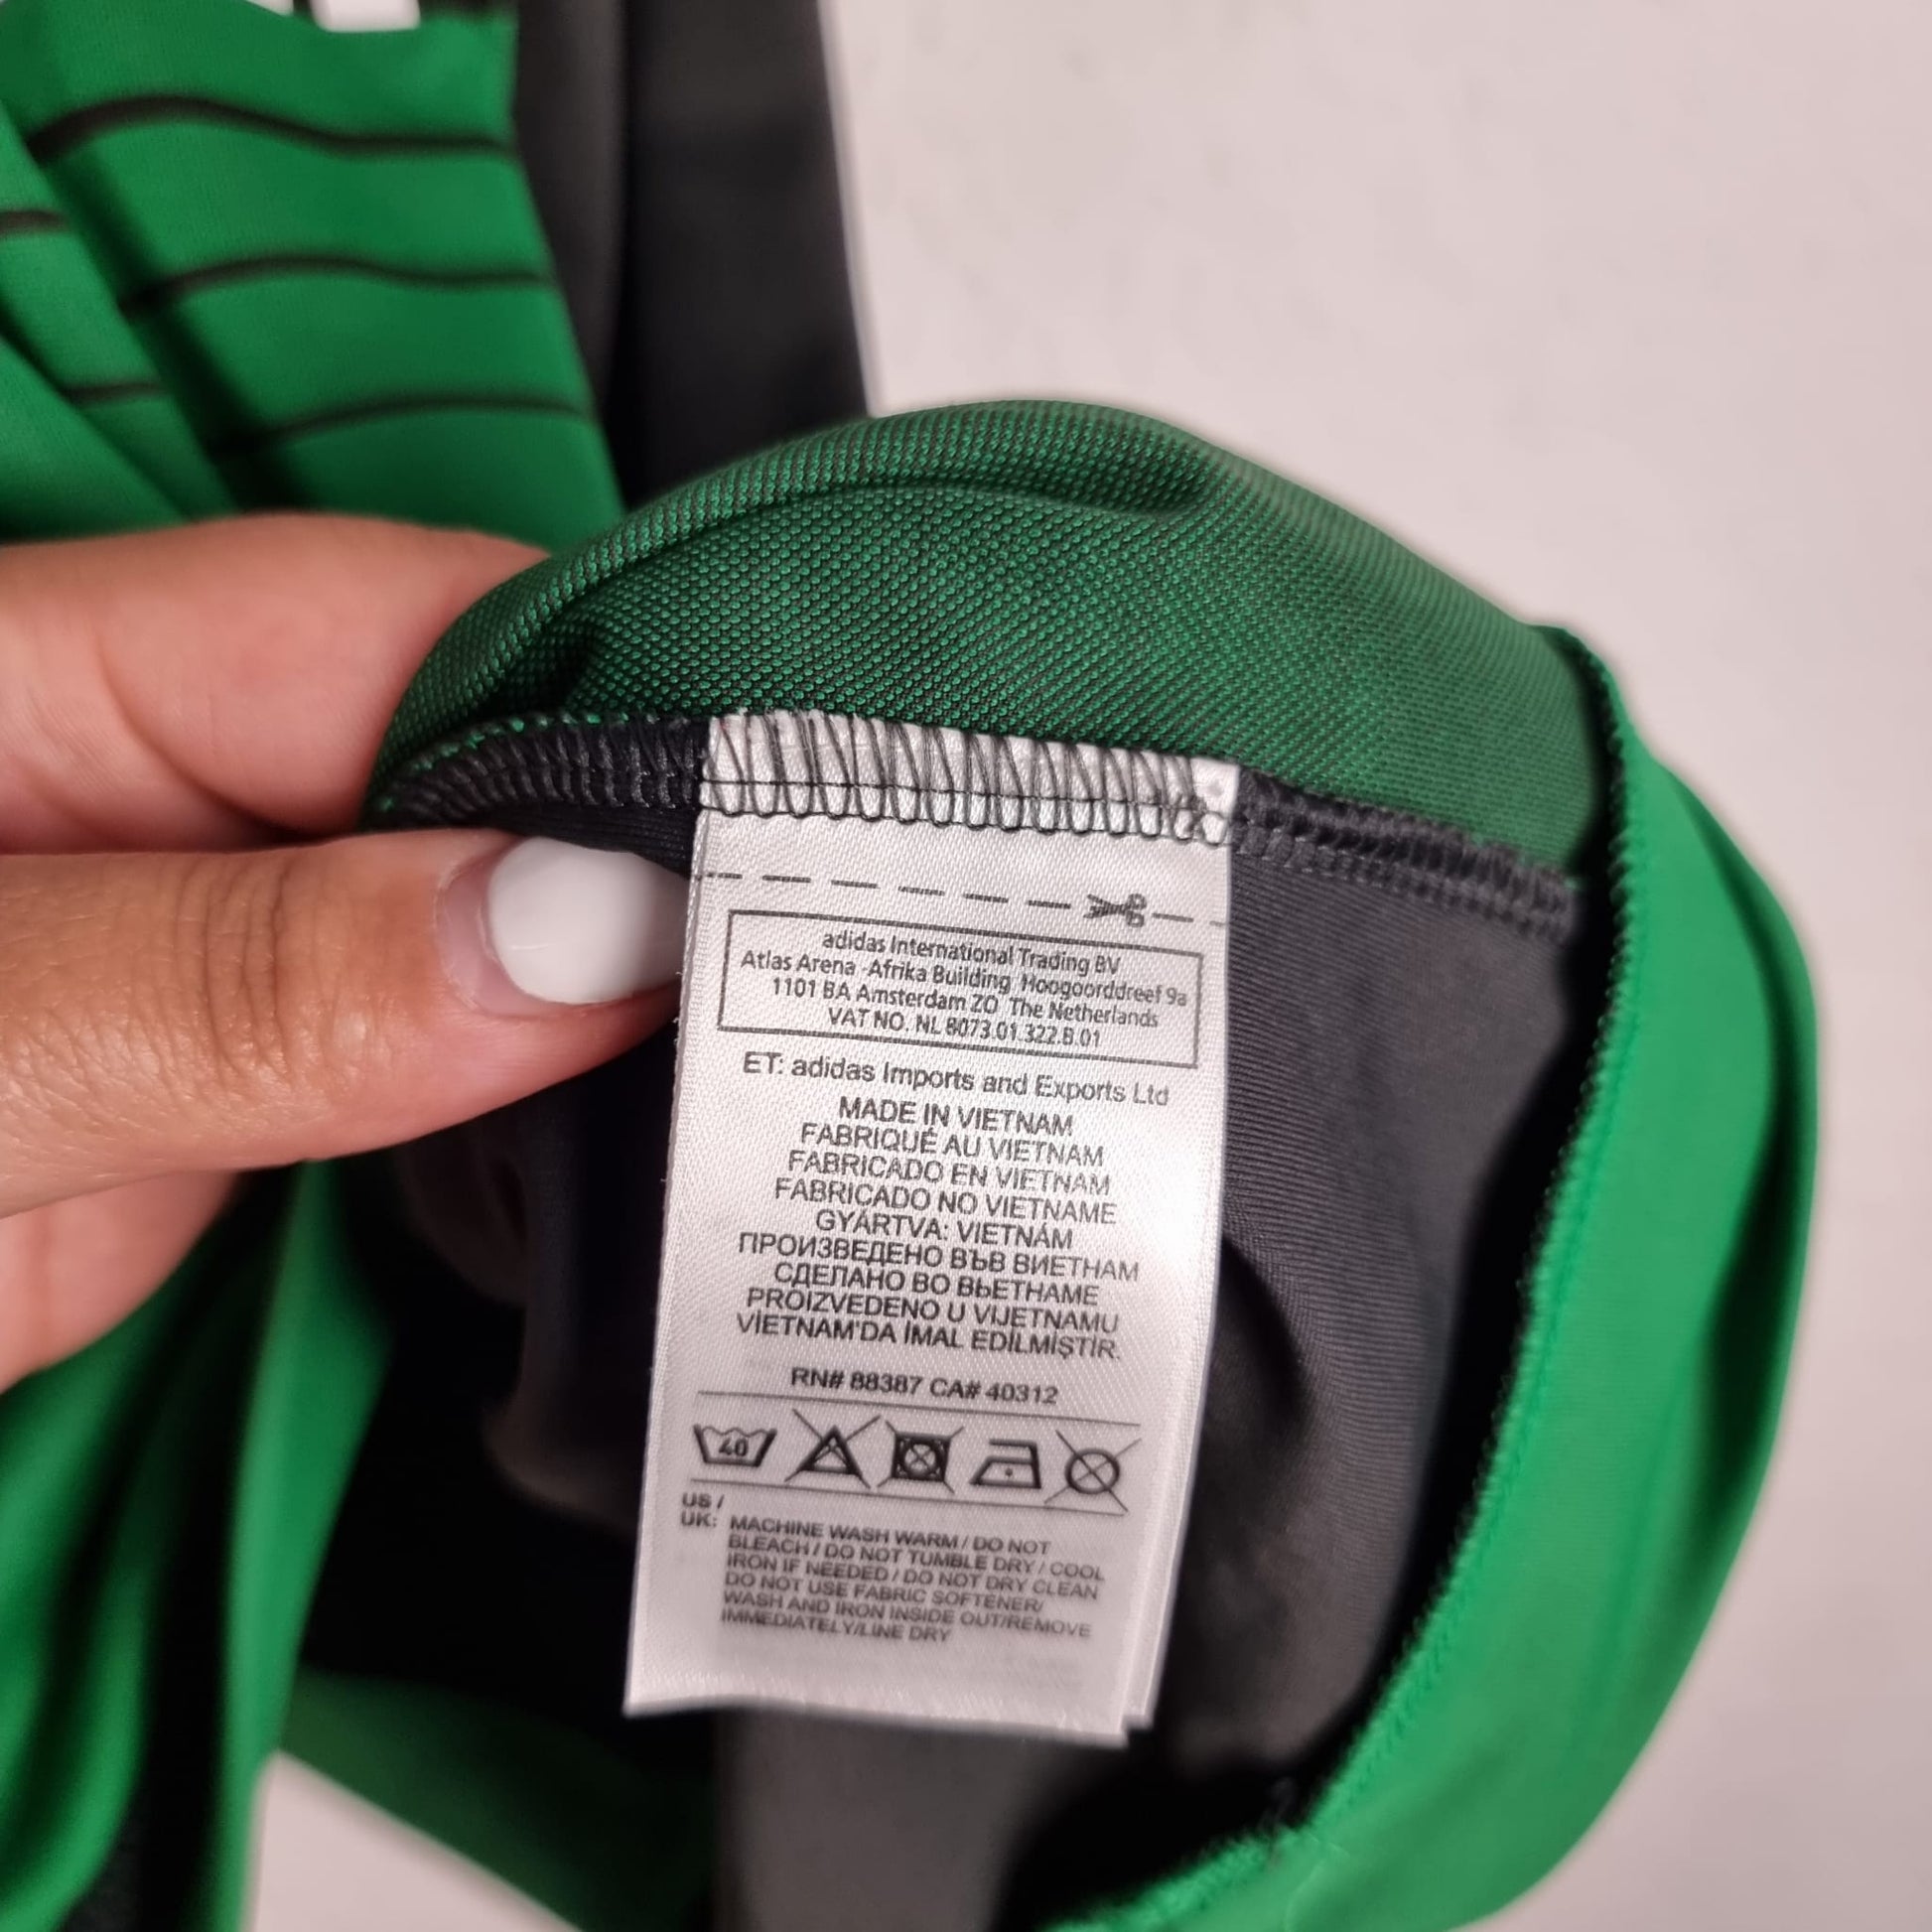 adidas International Trading BV
Atlas Arena -Afrika Building Hoogoorddreef 9a
1101 BA Amsterdam ZO The Netherlands
VAT NO. NL 8073.01.322.B.01
ET: adidas Imports and Exports Ltd
MADE IN VIETNAM
FABRIQUÉ AU VIETNAM
FABRICADO EN VIETNAM
FABRICADO NO VIETNAME
GYÁRTVA: VIETNÁM
ПРОИЗВЕДЕНО ВЪВ ВИЕТНАМ
СДЕЛАНО ВО ВЬЕТНАМЕ
PROIZVEDENO U VIJETNAMU
VİETNAM'DA İMAL EDİLMİŞTİR.
RN# 88387 CA# 40312
40
US /
UK: MACHINE WASH WARM / DO NOT
BLEACH / DO NOT TUMBLE DRY / COOL
IRON IF NEEDED / DO NOT DRY CLEAN
DO NOT USE FABRIC SOFTENER/
WASH AND IRON INSIDE OUT/REMOVE
IMMEDIATELY/LINE DRY